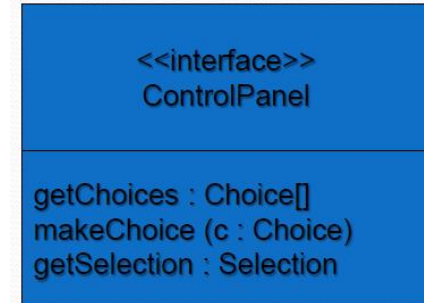 <<interface>>
ControlPanel
getChoices : Choice[]
makeChoice (c : Choice)
getSelection : Selection